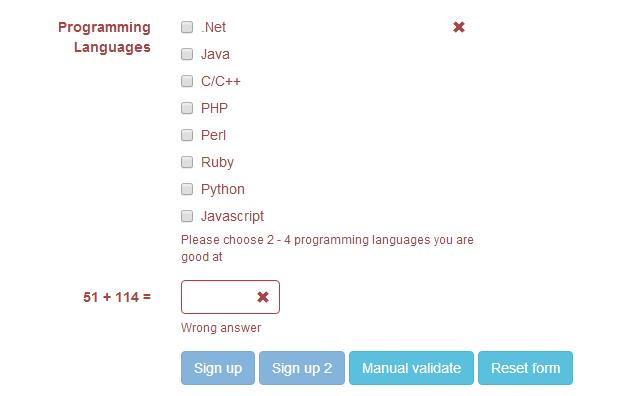 Programming Languages
.Net
Java
C/C++
PHP
Perl
Ruby
Python
Javascript
Please choose 2 - 4 programming languages you are
good at
51 + 114 =
Wrong answer
Sign up Sign up 2 Manual validate Reset form